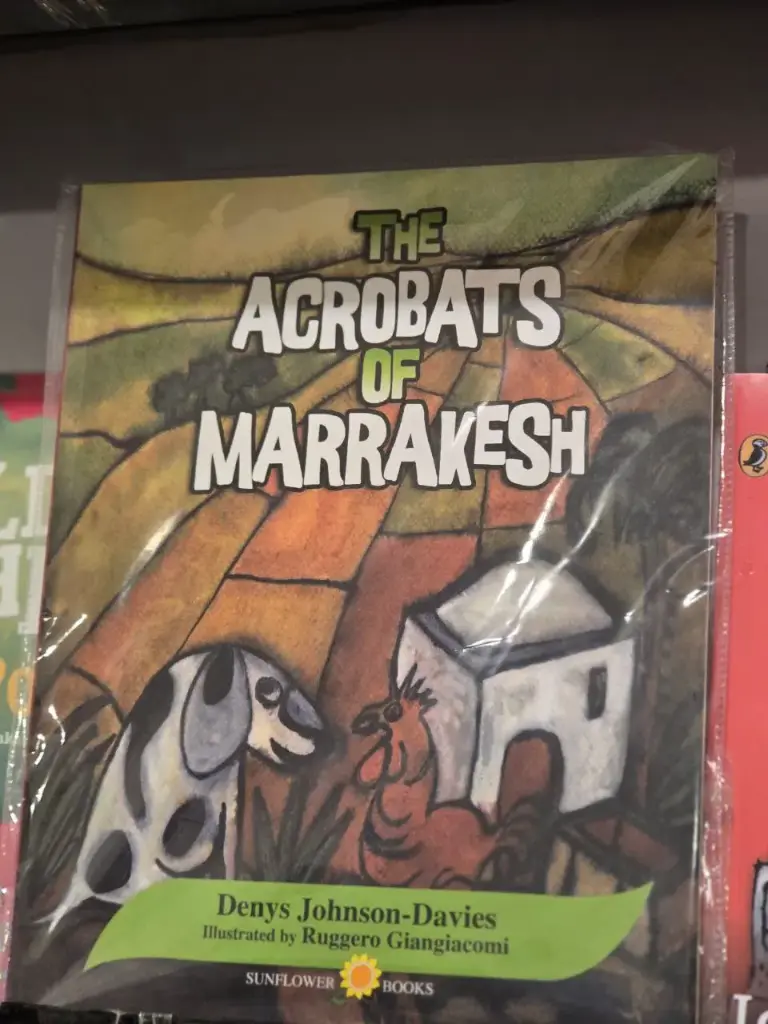 THE
ACROBATS
OF
MARRAKESH
Denys Johnson-Davies
Illustrated by Ruggero Giangiacomi
SUNFLOWER BOOKS